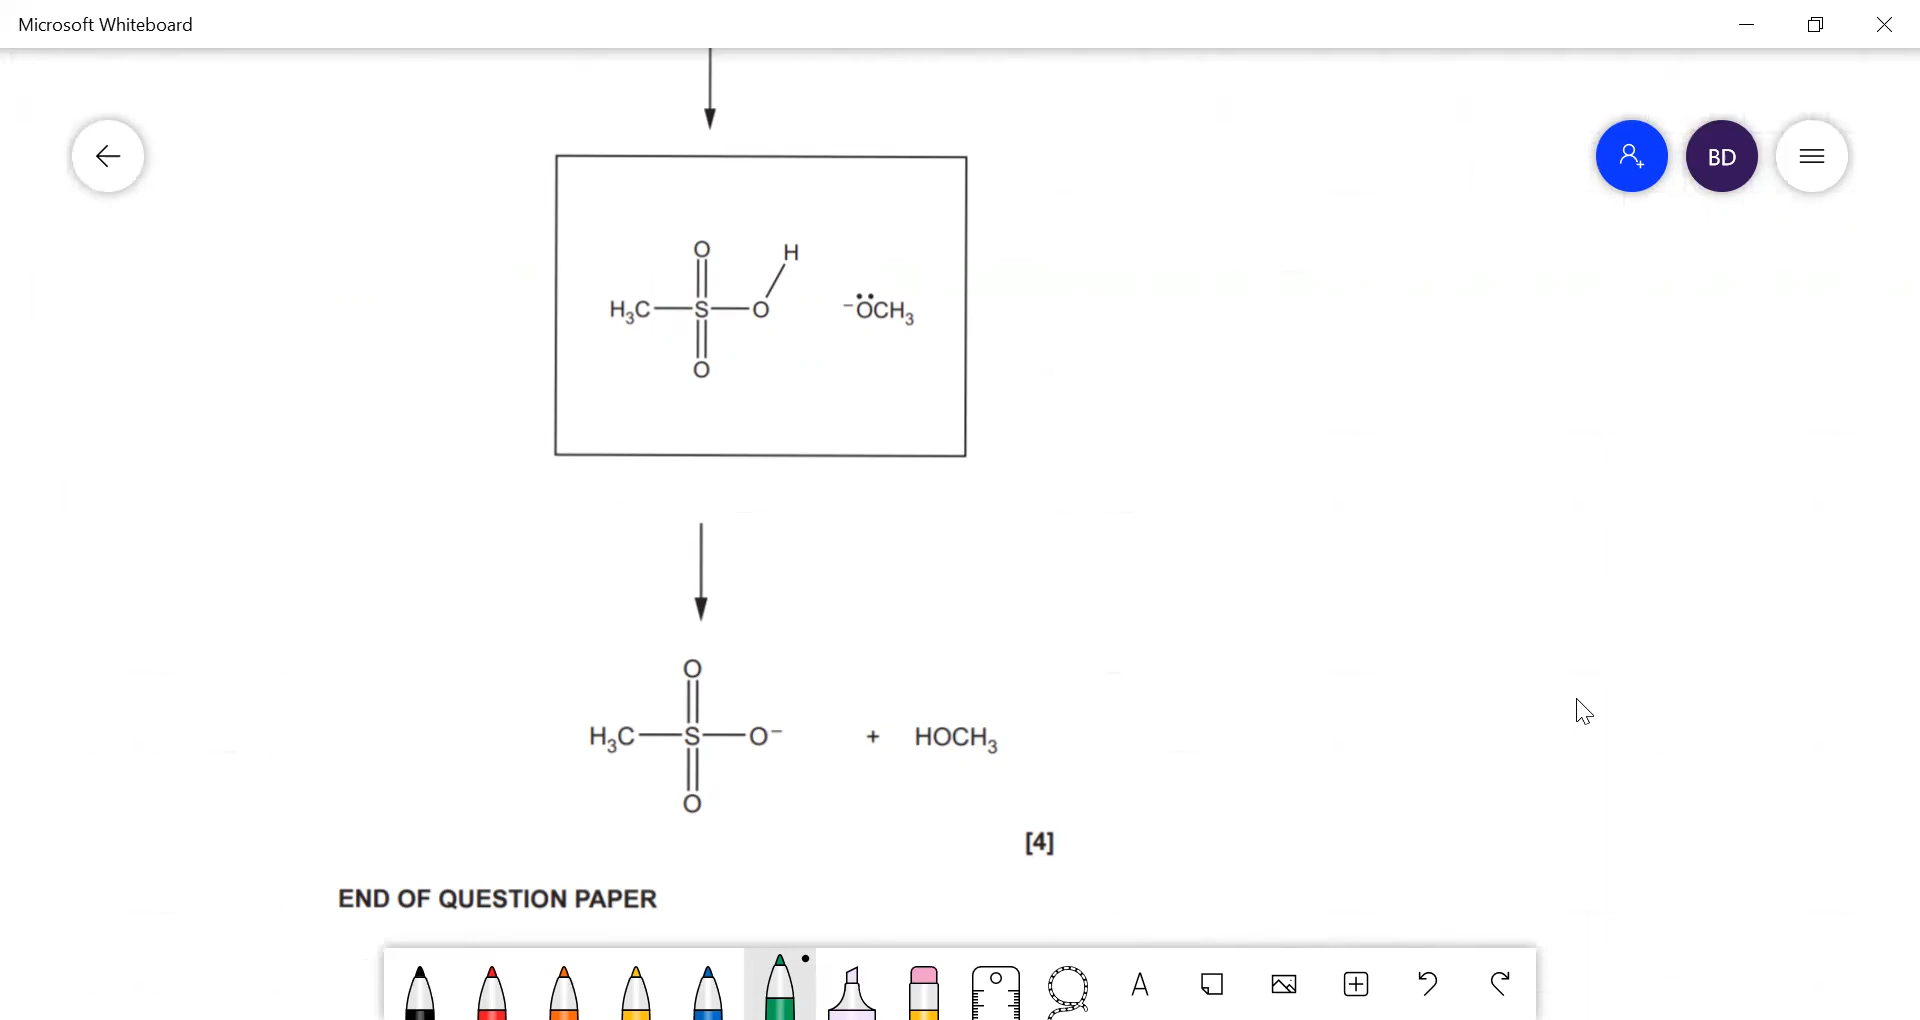 Microsoft Whiteboard
BD
O
H
H₃C S O ⁻ÖCH₃
O
O
H₃C S O⁻ + HOCH₃
O
[4]
END OF QUESTION PAPER
A